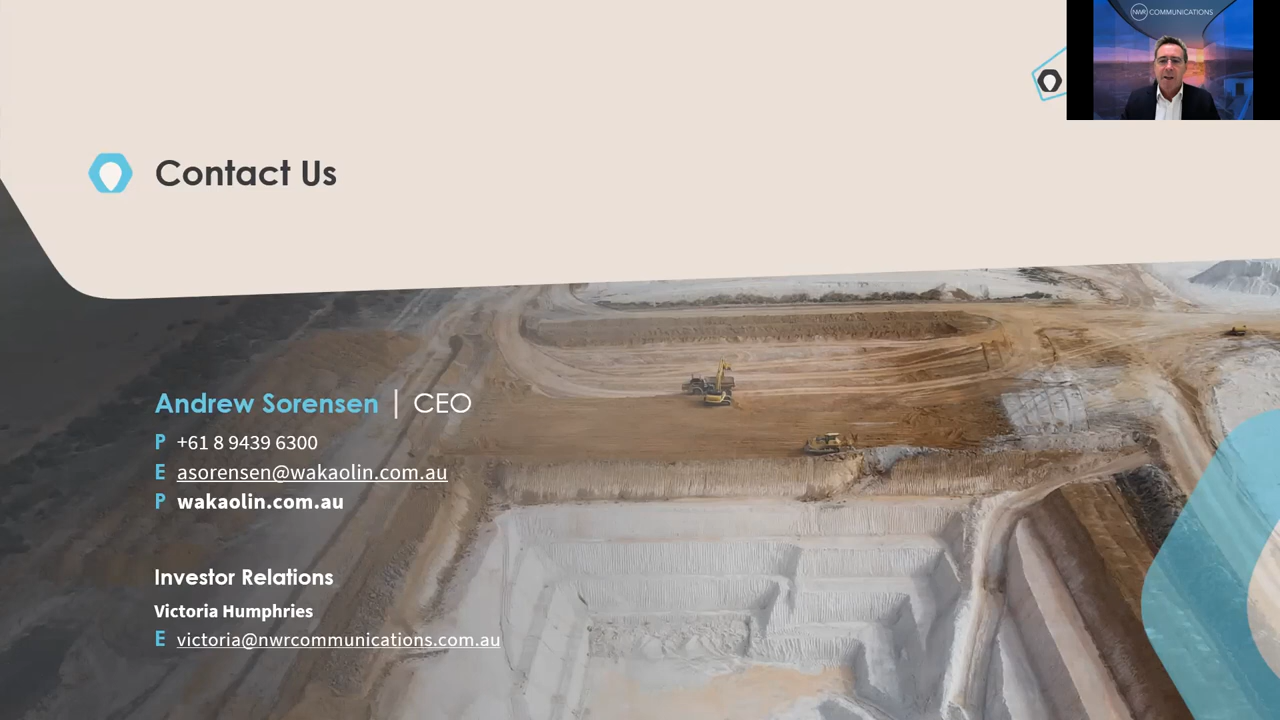 NWR COMMUNICATIONS
Contact Us
Andrew Sorensen | CEO
P +61 8 9439 6300
E asorensen@wakaolin.com.au
P wakaolin.com.au
Investor Relations
Victoria Humphries
E victoria@nwrcommunications.com.au